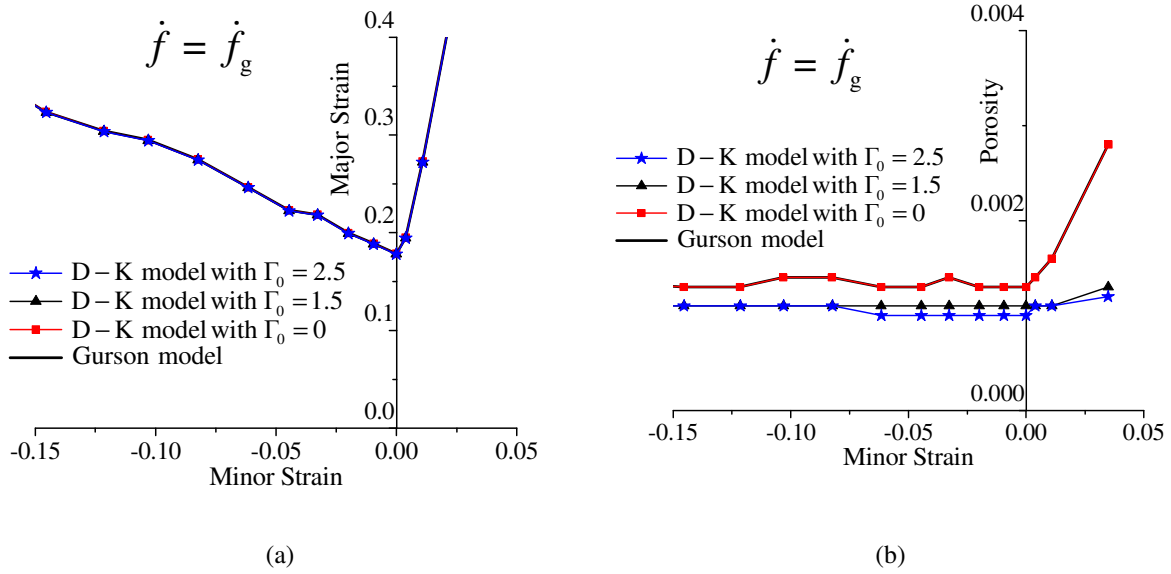 ḟ = ḟg
0.4
0.3
0.2
0.1
0.0
Major Strain
D – K model with Γ₀ = 2.5
D – K model with Γ₀ = 1.5
D – K model with Γ₀ = 0
Gurson model
-0.15 -0.10 -0.05 0.00 0.05
Minor Strain
(a)
ḟ = ḟg
0.004
0.002
0.000
Porosity
D – K model with Γ₀ = 2.5
D – K model with Γ₀ = 1.5
D – K model with Γ₀ = 0
Gurson model
-0.15 -0.10 -0.05 0.00 0.05
Minor Strain
(b)